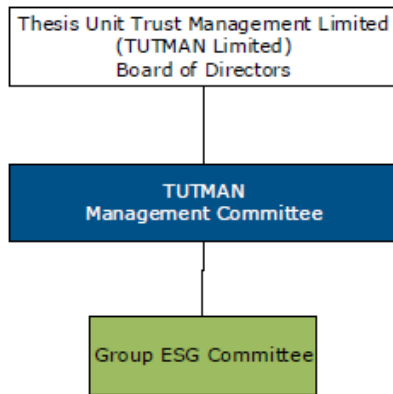 Thesis Unit Trust Management Limited
(TUTMAN Limited)
Board of Directors
TUTMAN
Management Committee
Group ESG Committee